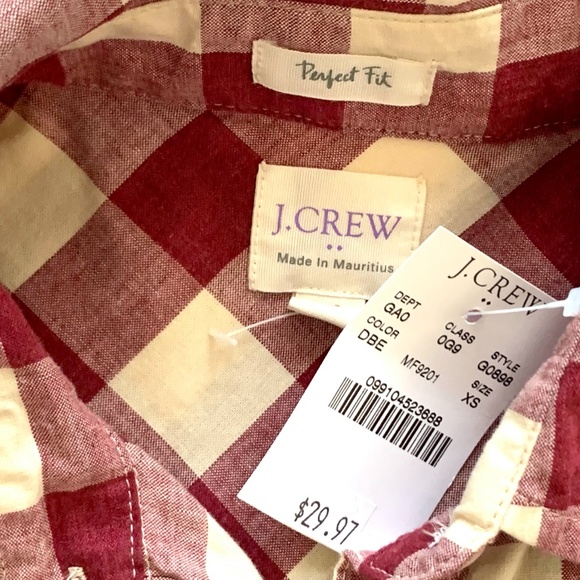 Perfect Fit
J.CREW
Made In Mauritius
J.CREW
DEPT CLASS STYLE
GA0 0G9 G0898
COLOR SIZE
DBE MF9201 XS
099104523688
$29.97